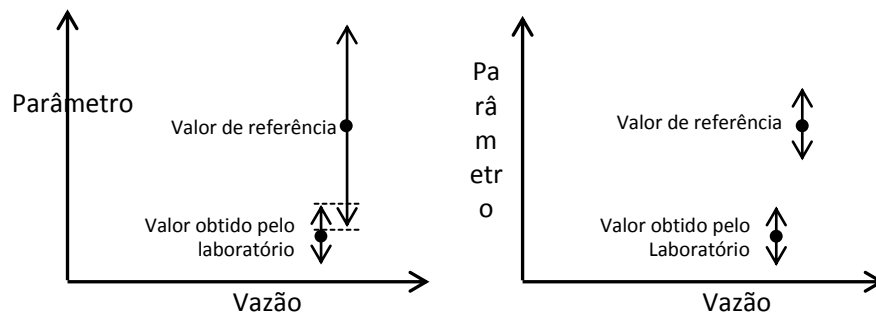 Parâmetro
Valor de referência
Valor obtido pelo
laboratório
Vazão
Pa
râ
m
etr
o
Valor de referência
Valor obtido pelo
Laboratório
Vazão